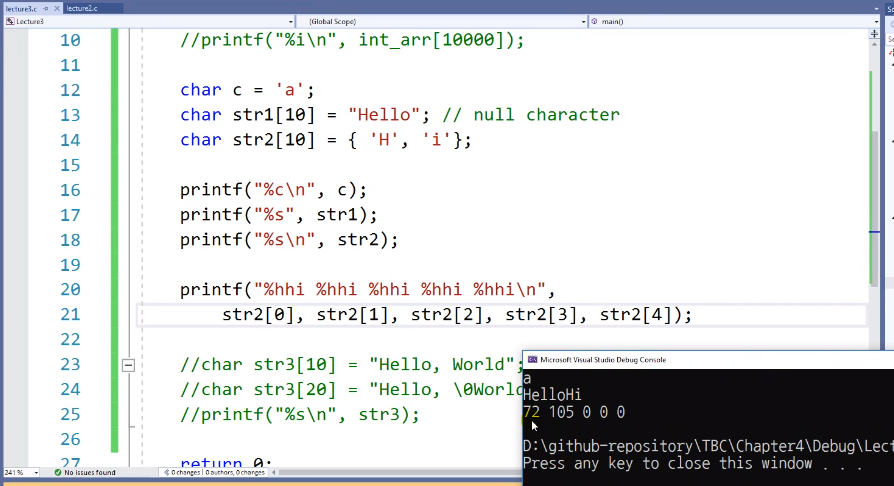 lecture3.c lecture2.c
Lecture3 (Global Scope) main()
10 //printf("%i\n", int_arr[10000]);
11
12 char c = 'a';
13 char str1[10] = "Hello"; // null character
14 char str2[10] = { 'H', 'i'};
15
16 printf("%c\n", c);
17 printf("%s", str1);
18 printf("%s\n", str2);
19
20 printf("%hhi %hhi %hhi %hhi %hhi\n",
21 str2[0], str2[1], str2[2], str2[3], str2[4]);
22
23 //char str3[10] = "Hello, World";
24 //char str3[20] = "Hello, \0World
25 //printf("%s\n", str3);
26
27 return 0;
241 % No issues found 0 changes | 0 authors, 0 changes
Microsoft Visual Studio Debug Console
a
HelloHi
72 105 0 0 0
D:\github-repository\TBC\Chapter4\Debug\Lect
Press any key to close this window . . .